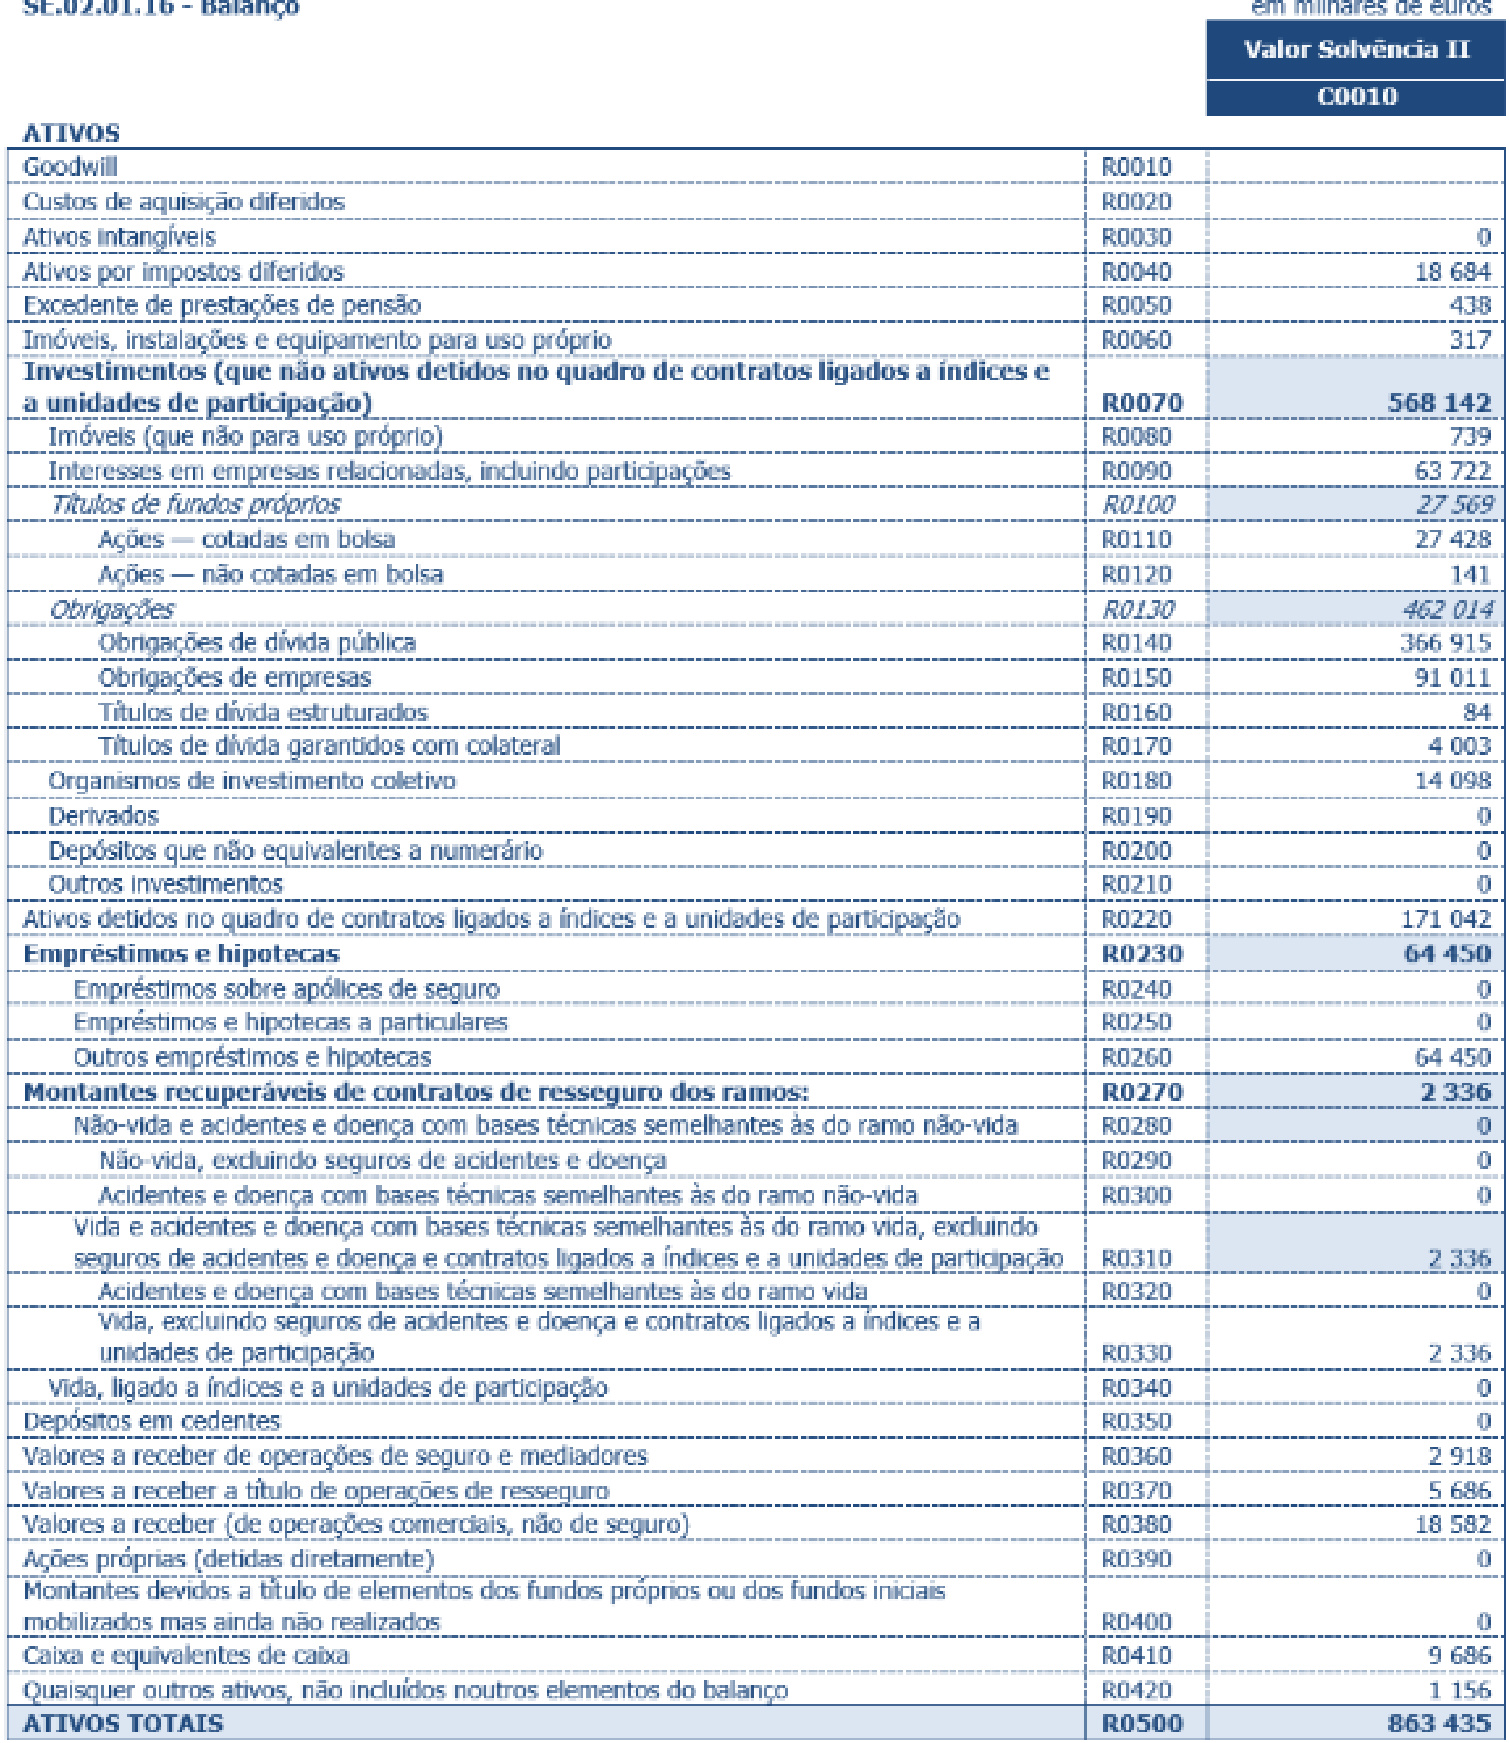 SE.02.01.16 - Balanço
em milhares de euros
Valor Solvência II
C0010
ATIVOS
Goodwill R0010
Custos de aquisição diferidos R0020
Ativos intangíveis R0030 0
Ativos por impostos diferidos R0040 18 684
Excedente de prestações de pensão R0050 438
Imóveis, instalações e equipamento para uso próprio R0060 317
Investimentos (que não ativos detidos no quadro de contratos ligados a índices e
a unidades de participação) R0070 568 142
Imóveis (que não para uso próprio) R0080 739
Interesses em empresas relacionadas, incluindo participações R0090 63 722
Títulos de fundos próprios R0100 27 569
Ações — cotadas em bolsa R0110 27 428
Ações — não cotadas em bolsa R0120 141
Obrigações R0130 462 014
Obrigações de dívida pública R0140 366 915
Obrigações de empresas R0150 91 011
Títulos de dívida estruturados R0160 84
Títulos de dívida garantidos com colateral R0170 4 003
Organismos de investimento coletivo R0180 14 098
Derivados R0190 0
Depósitos que não equivalentes a numerário R0200 0
Outros investimentos R0210 0
Ativos detidos no quadro de contratos ligados a índices e a unidades de participação R0220 171 042
Empréstimos e hipotecas R0230 64 450
Empréstimos sobre apólices de seguro R0240 0
Empréstimos e hipotecas a particulares R0250 0
Outros empréstimos e hipotecas R0260 64 450
Montantes recuperáveis de contratos de resseguro dos ramos: R0270 2 336
Não-vida e acidentes e doença com bases técnicas semelhantes às do ramo não-vida R0280 0
Não-vida, excluindo seguros de acidentes e doença R0290 0
Acidentes e doença com bases técnicas semelhantes às do ramo não-vida R0300 0
Vida e acidentes e doença com bases técnicas semelhantes às do ramo vida, excluindo
seguros de acidentes e doença e contratos ligados a índices e a unidades de participação R0310 2 336
Acidentes e doença com bases técnicas semelhantes às do ramo vida R0320 0
Vida, excluindo seguros de acidentes e doença e contratos ligados a índices e a
unidades de participação R0330 2 336
Vida, ligado a índices e a unidades de participação R0340 0
Depósitos em cedentes R0350 0
Valores a receber de operações de seguro e mediadores R0360 2 918
Valores a receber a título de operações de resseguro R0370 5 686
Valores a receber (de operações comerciais, não de seguro) R0380 18 582
Ações próprias (detidas diretamente) R0390 0
Montantes devidos a título de elementos dos fundos próprios ou dos fundos iniciais
mobilizados mas ainda não realizados R0400 0
Caixa e equivalentes de caixa R0410 9 686
Quaisquer outros ativos, não incluídos noutros elementos do balanço R0420 1 156
ATIVOS TOTAIS R0500 863 435